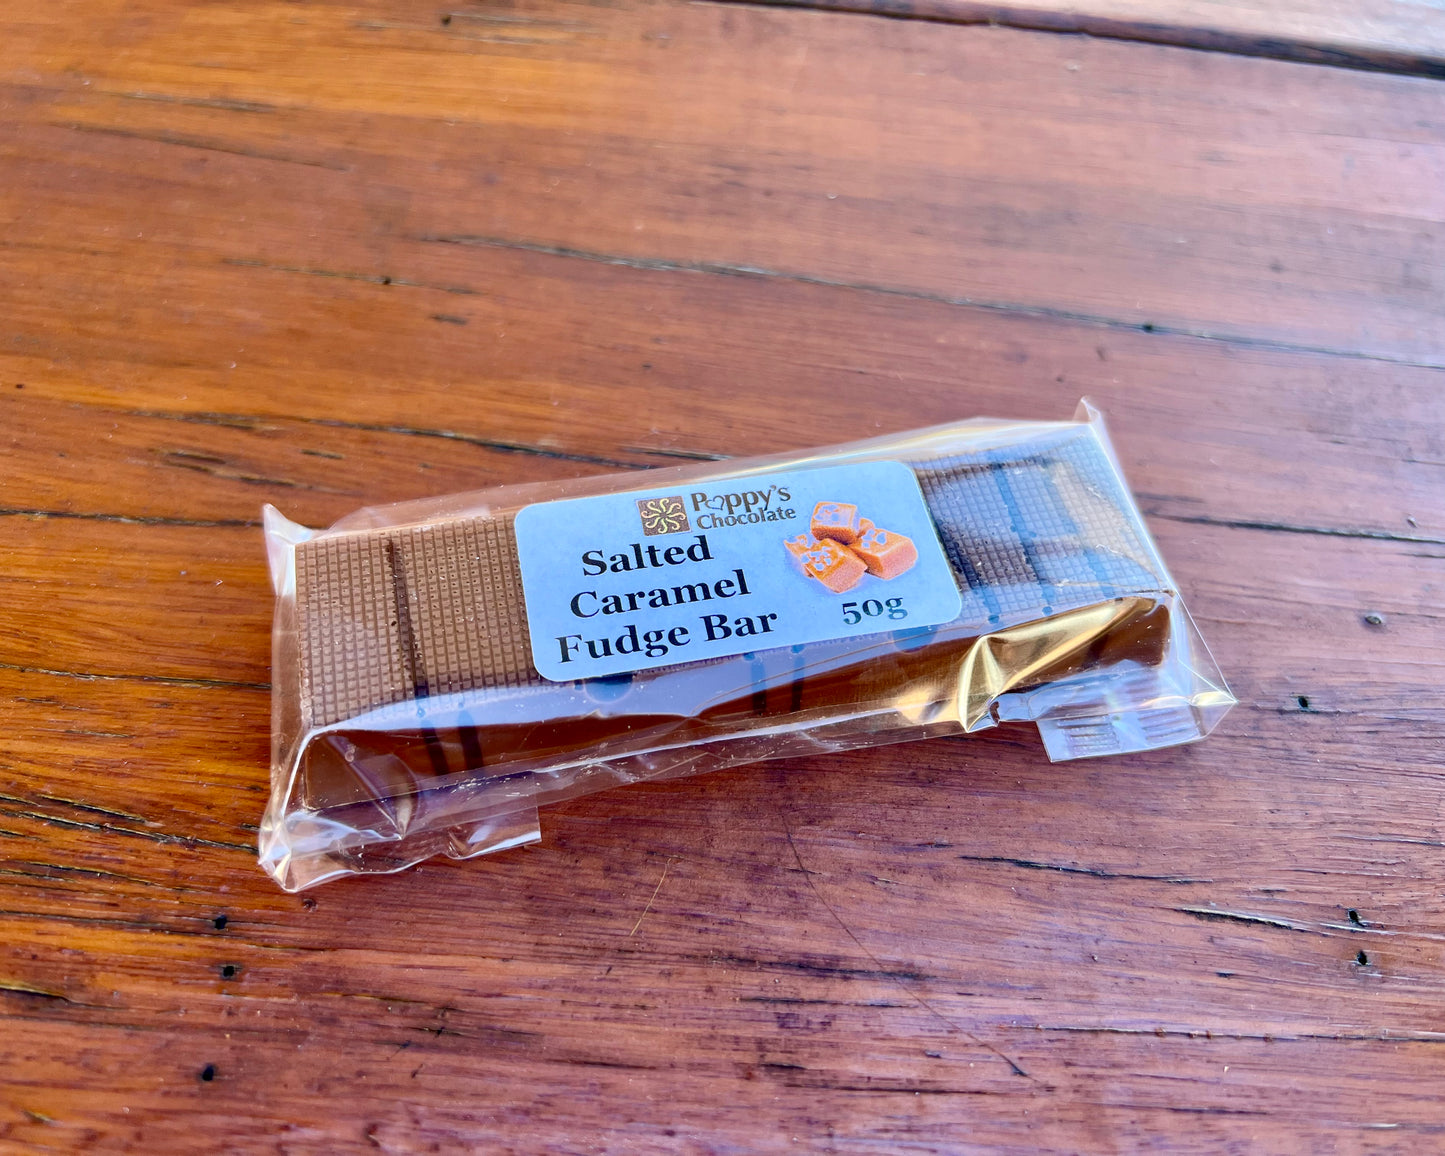 Poppy's
Chocolate
Salted
Caramel
Fudge Bar
50g